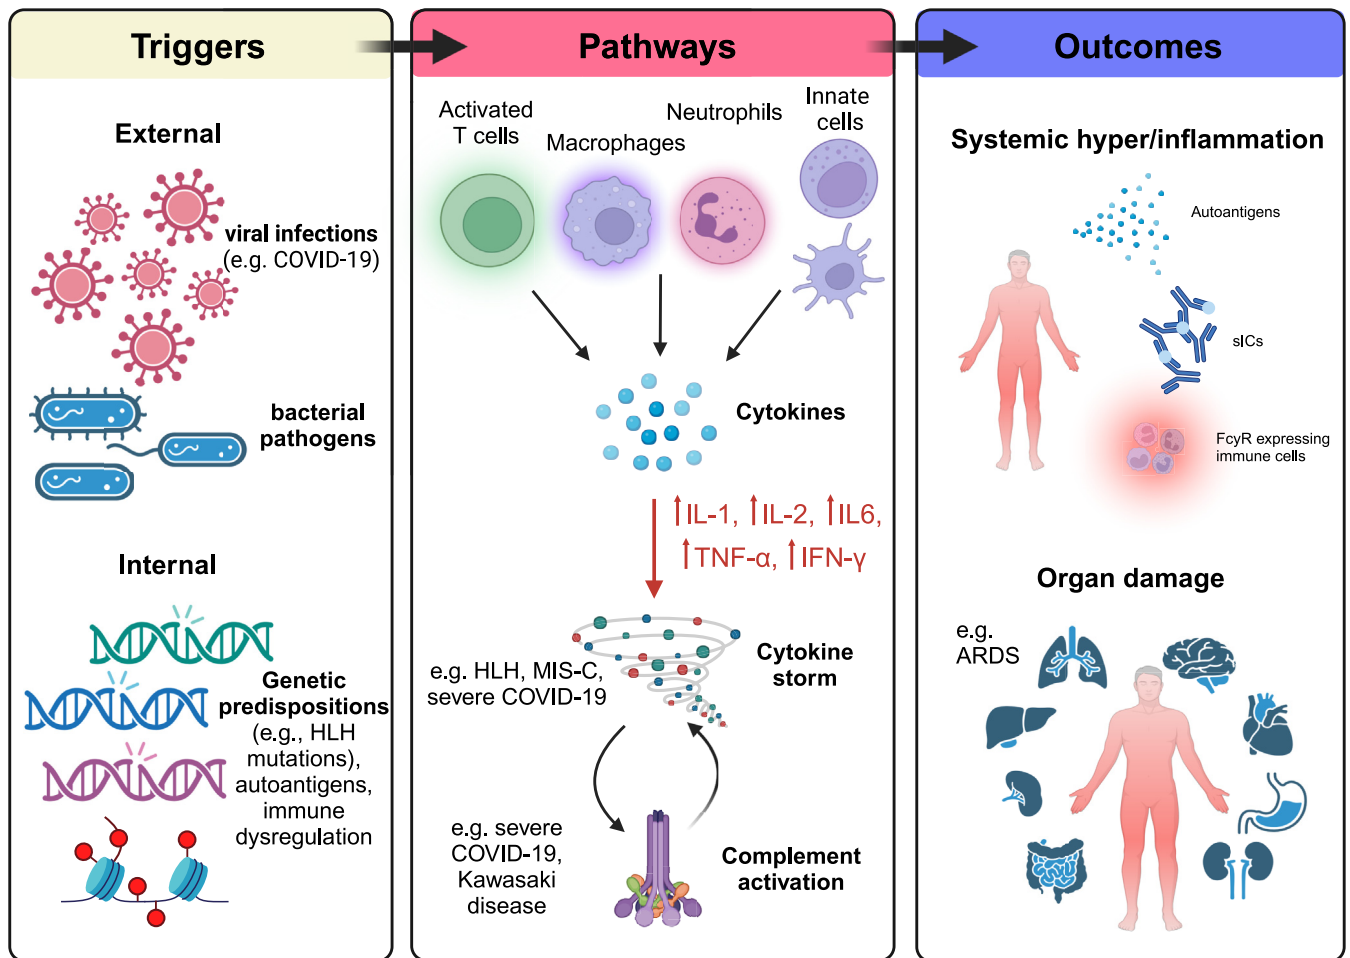 Triggers
External
viral infections
(e.g. COVID-19)
bacterial
pathogens
Internal
Genetic
predispositions
(e.g., HLH
mutations),
autoantigens,
immune
dysregulation
Pathways
Activated
T cells
Macrophages
Neutrophils
Innate
cells
Cytokines
↑IL-1, ↑IL-2, ↑IL6,
↑TNF-α, ↑IFN-γ
e.g. HLH, MIS-C,
severe COVID-19
Cytokine
storm
e.g. severe
COVID-19,
Kawasaki
disease
Complement
activation
Outcomes
Systemic hyper/inflammation
Autoantigens
sICs
FcyR expressing
immune cells
Organ damage
e.g.
ARDS